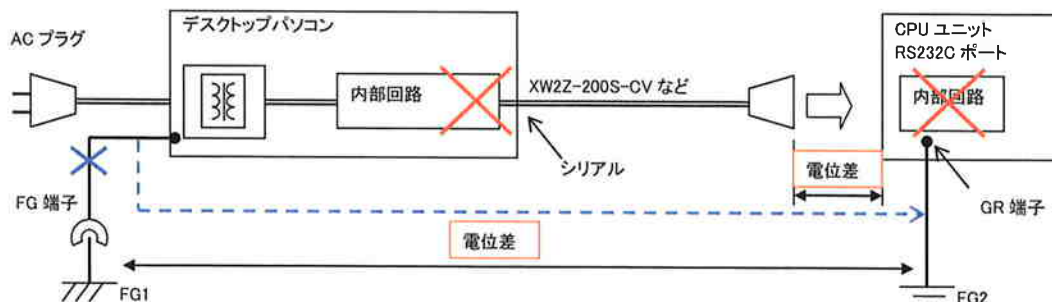 デスクトップパソコン
AC プラグ
CPU ユニット
RS232C ポート
内部回路
XW2Z-200S-CV など
内部回路
シリアル
電位差
FG 端子
GR 端子
電位差
FG1
FG2